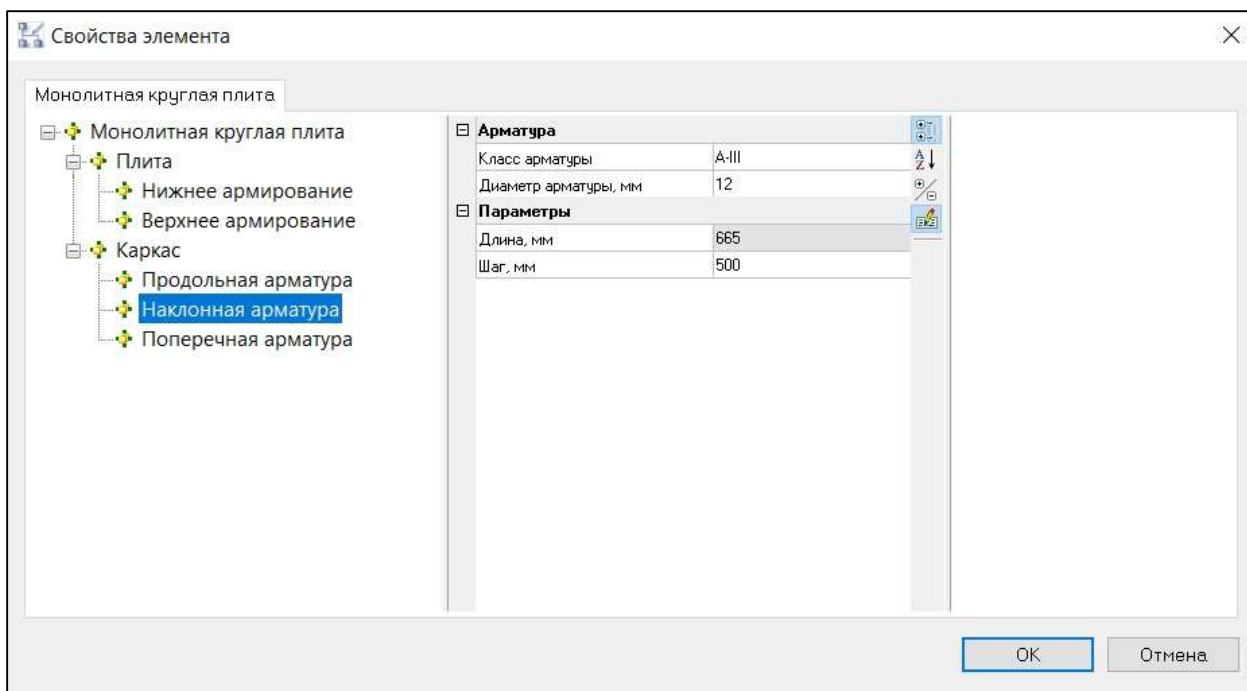 Свойства элемента
Монолитная круглая плита
Монолитная круглая плита
Плита
Нижнее армирование
Верхнее армирование
Каркас
Продольная арматура
Наклонная арматура
Поперечная арматура
Арматура
Класс арматуры A-III
Диаметр арматуры, мм 12
Параметры
Длина, мм 665
Шаг, мм 500
A
Z
OK Отмена